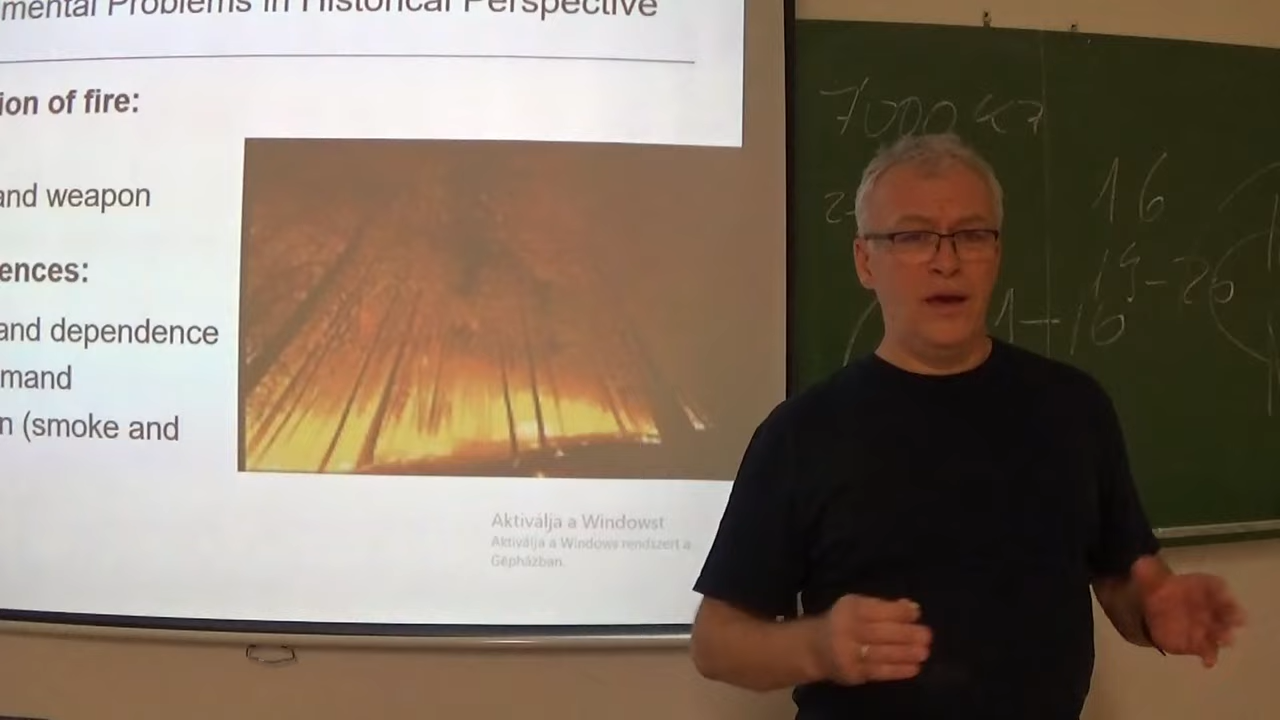 mental Problems in Historical Perspective
ion of fire:
and weapon
ences:
and dependence
mand
n (smoke and
Aktiválja a Windowst
Aktiválja a Windows rendszert a
Gépházban.
7000
16
1-16